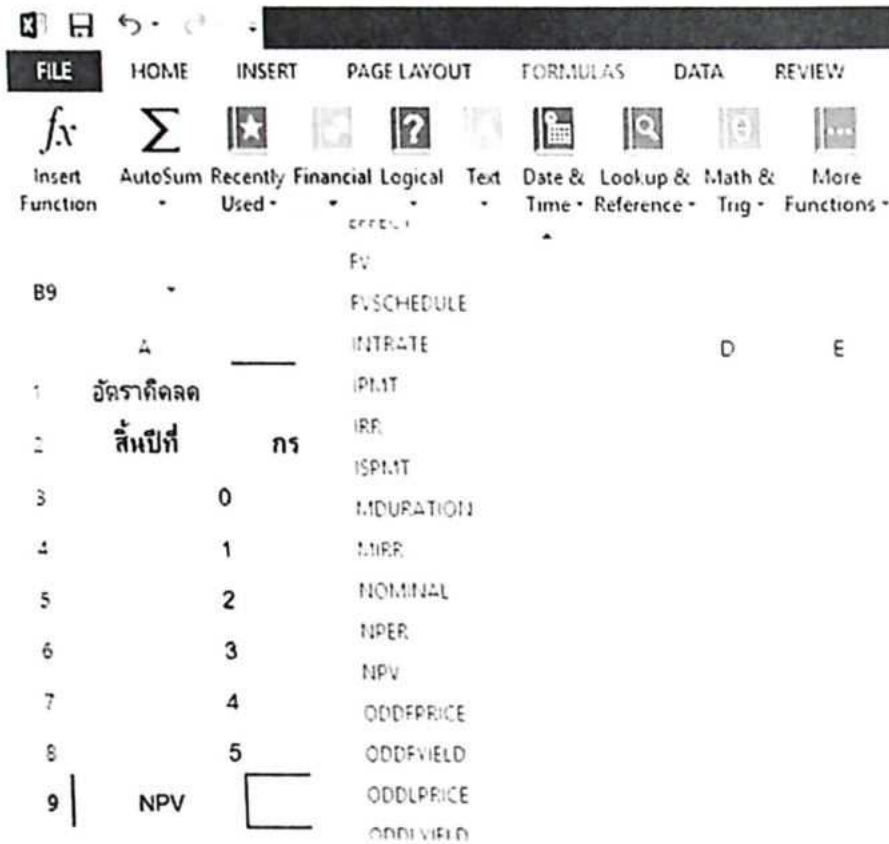 FILE HOME INSERT PAGE LAYOUT FORMULAS DATA REVIEW
fx Σ
Insert Function AutoSum Recently Used Financial Logical Text Date & Time Lookup & Reference Math & Trig More Functions
EFFECT
FV
B9
FVSCHEDULE
A INTRATE D E
1 อัตราคิดลด IPMT
2 สิ้นปีที่ กร IRR
ISPMT
3 0 MDURATION
4 1 MIRR
5 2 NOMINAL
NPER
6 3 NPV
7 4 ODDFPRICE
8 5 ODDFYIELD
9 NPV ODDLPRICE
ODDLYIELD